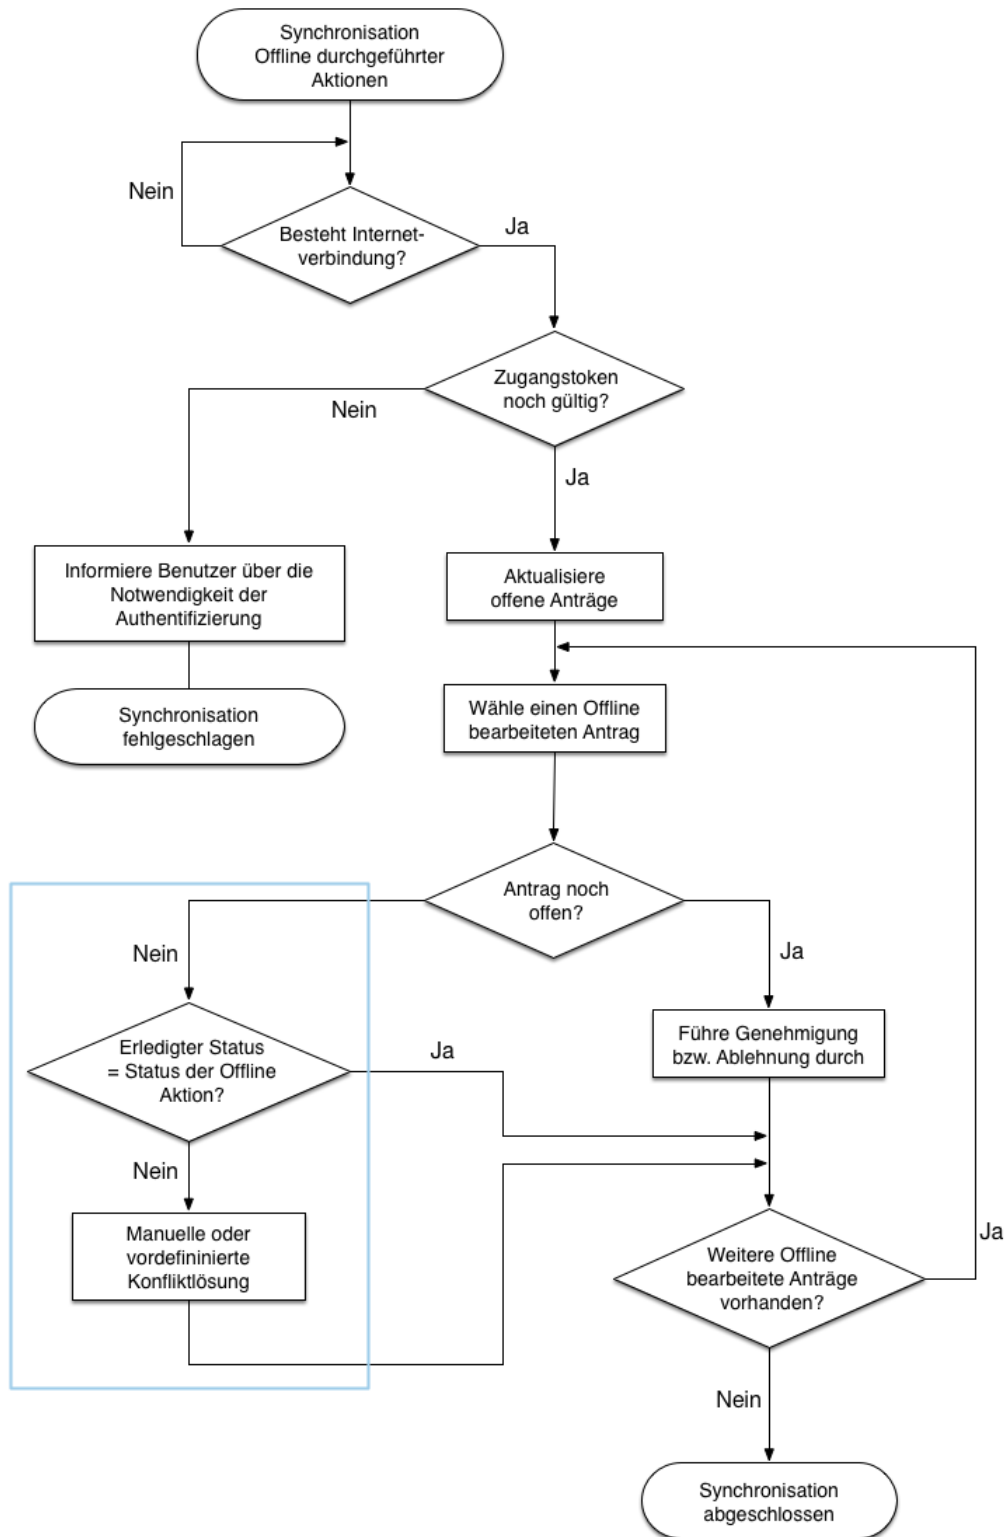 Synchronisation
Offline durchgeführter
Aktionen
Nein
Besteht Internet-
verbindung?
Ja
Zugangstoken
noch gültig?
Nein
Ja
Informiere Benutzer über die
Notwendigkeit der
Authentifizierung
Aktualisiere
offene Anträge
Synchronisation
fehlgeschlagen
Wähle einen Offline
bearbeiteten Antrag
Antrag noch
offen?
Nein
Ja
Erledigter Status
= Status der Offline
Aktion?
Ja
Führe Genehmigung
bzw. Ablehnung durch
Nein
Manuelle oder
vordefininierte
Konfliktlösung
Weitere Offline
bearbeitete Anträge
vorhanden?
Ja
Nein
Synchronisation
abgeschlossen